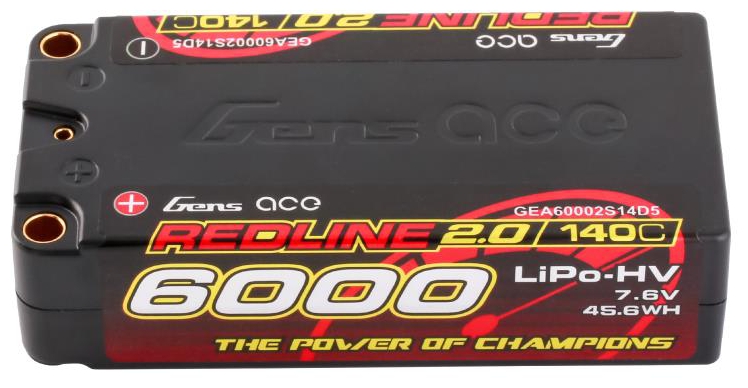 REDLINE 2.0/140C
GEA60002S14D5
Gens ace
Gens ace
Gens ace
GEA60002S14D5
REDLINE 2.0/140C
6000
LiPo-HV
7.6V
45.6WH
THE POWER OF CHAMPIONS